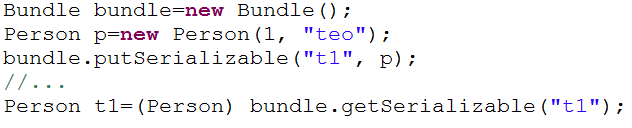 Bundle bundle=new Bundle();
Person p=new Person(1, "teo");
bundle.putSerializable("t1", p);
//...
Person t1=(Person) bundle.getSerializable("t1");